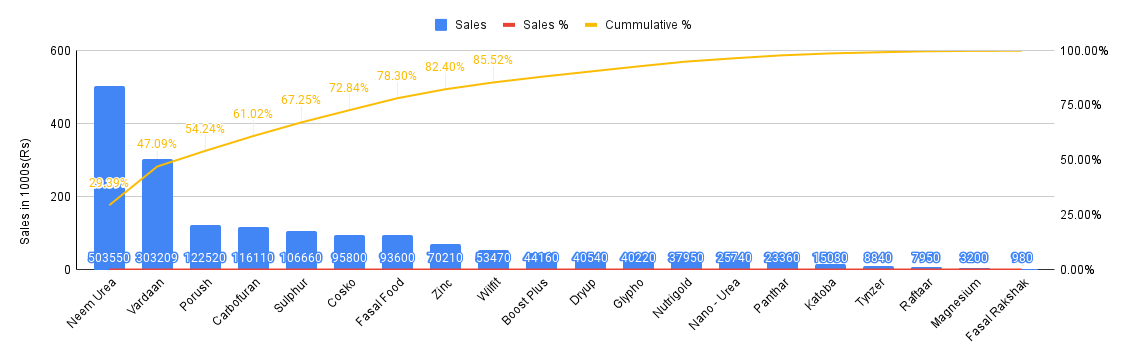 Sales Sales % Cummulative %
Sales in 1000s(Rs)
600
400
200
0
100.00%
75.00%
50.00%
25.00%
0.00%
29.39%
47.09%
54.24%
61.02%
67.25%
72.84%
78.30%
82.40%
85.52%
503550 303209 122520 116110 106660 95800 93600 70210 53470 44160 40540 40220 37950 25740 23360 15080 8840 7950 3200 980
Neem Urea
Vardaan
Porush
Carbofuran
Sulphur
Cosko
Fasal Food
Zinc
Wilfit
Boost Plus
Dryup
Glypho
Nutrigold
Nano - Urea
Panthar
Katoba
Tynzer
Raftaar
Magnesium
Fasal Rakshak